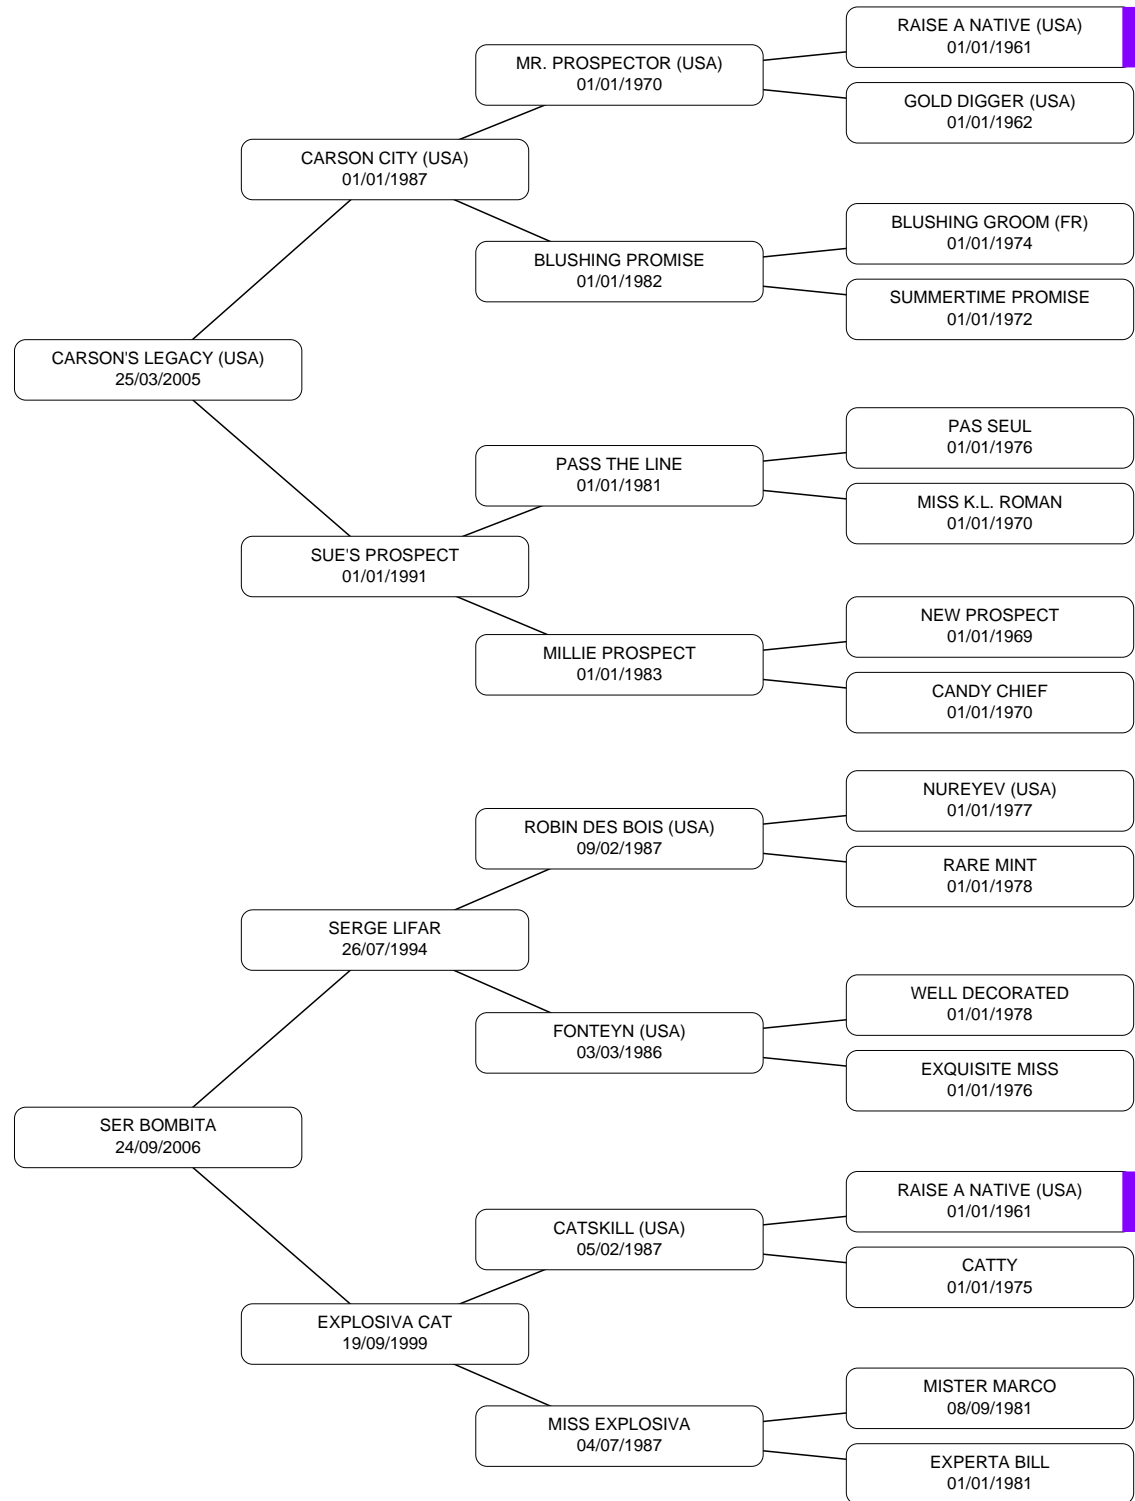 RAISE A NATIVE (USA)
01/01/1961
MR. PROSPECTOR (USA)
01/01/1970
GOLD DIGGER (USA)
01/01/1962
CARSON CITY (USA)
01/01/1987
BLUSHING GROOM (FR)
01/01/1974
BLUSHING PROMISE
01/01/1982
SUMMERTIME PROMISE
01/01/1972
CARSON'S LEGACY (USA)
25/03/2005
PAS SEUL
01/01/1976
PASS THE LINE
01/01/1981
MISS K.L. ROMAN
01/01/1970
SUE'S PROSPECT
01/01/1991
NEW PROSPECT
01/01/1969
MILLIE PROSPECT
01/01/1983
CANDY CHIEF
01/01/1970
NUREYEV (USA)
01/01/1977
ROBIN DES BOIS (USA)
09/02/1987
RARE MINT
01/01/1978
SERGE LIFAR
26/07/1994
WELL DECORATED
01/01/1978
FONTEYN (USA)
03/03/1986
EXQUISITE MISS
01/01/1976
SER BOMBITA
24/09/2006
RAISE A NATIVE (USA)
01/01/1961
CATSKILL (USA)
05/02/1987
CATTY
01/01/1975
EXPLOSIVA CAT
19/09/1999
MISTER MARCO
08/09/1981
MISS EXPLOSIVA
04/07/1987
EXPERTA BILL
01/01/1981